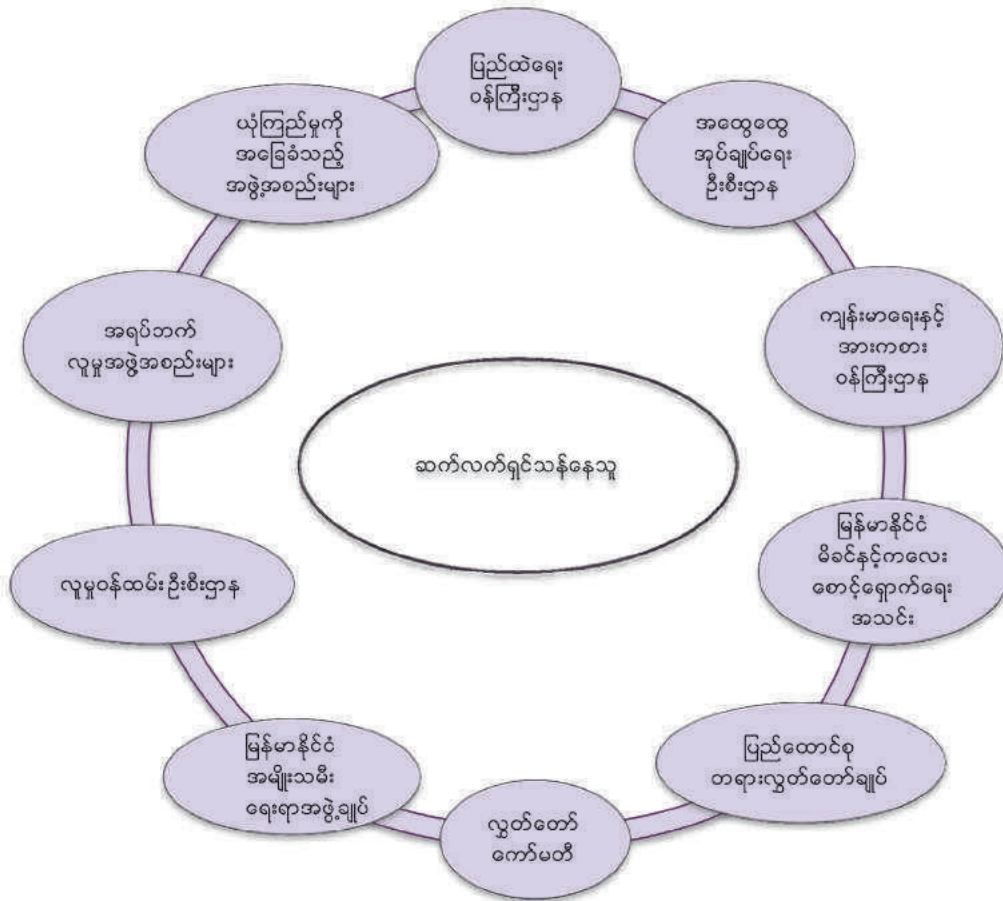 ပြည်ထဲရေး
ဝန်ကြီးဌာန
အထွေထွေ
အုပ်ချုပ်ရေး
ဦးစီးဌာန
ကျန်းမာရေးနှင့်
အားကစား
ဝန်ကြီးဌာန
မြန်မာနိုင်ငံ
မိခင်နှင့်ကလေး
စောင့်ရှောက်ရေး
အသင်း
ပြည်ထောင်စု
တရားလွှတ်တော်ချုပ်
လွှတ်တော်
ကော်မတီ
မြန်မာနိုင်ငံ
အမျိုးသမီး
ရေးရာအဖွဲ့ချုပ်
လူမှုဝန်ထမ်းဦးစီးဌာန
အရပ်ဘက်
လူမှုအဖွဲ့အစည်းများ
ယုံကြည်မှုကို
အခြေခံသည့်
အဖွဲ့အစည်းများ
ဆက်လက်ရှင်သန်နေသူ